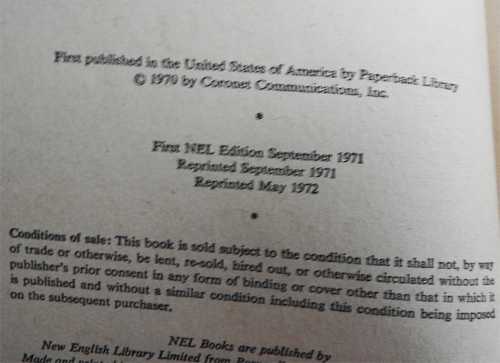 First published in the United States of America by Paperback Library
© 1970 by Coronet Communications, Inc.
*
First NEL Edition September 1971
Reprinted September 1971
Reprinted May 1972
*
Conditions of sale: This book is sold subject to the condition that it shall not, by way
of trade or otherwise, be lent, re-sold, hired out, or otherwise circulated without the
publisher's prior consent in any form of binding or cover other than that in which it
is published and without a similar condition including this condition being imposed
on the subsequent purchaser.
NEL Books are published by
New English Library Limited from
Made and